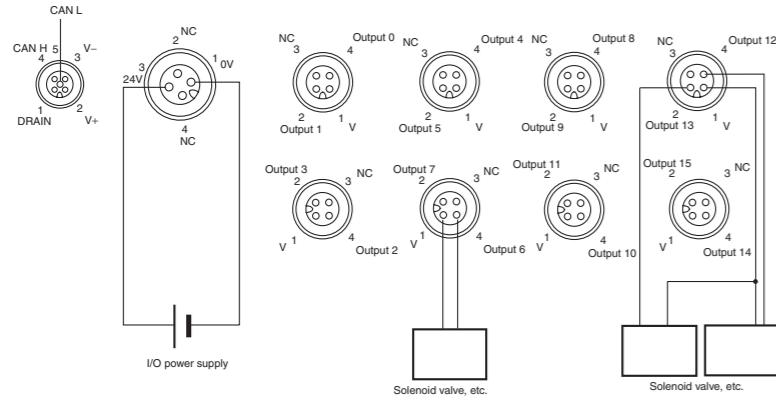 CAN L
CAN H 5 V–
4 3
1 2
DRAIN V+
NC
2
3 1 0V
24V
4
NC
I/O power supply
NC Output 0
3 4
2 1
Output 1 V
NC Output 4
3 4
2 1
Output 5 V
NC Output 8
3 4
2 1
Output 9 V
NC Output 12
3 4
2 1
Output 13 V
Output 3 NC
2 3
V 1 4
Output 2
Output 7 NC
2 3
V 1 4
Output 6
Output 11 NC
2 3
V 1 4
Output 10
Output 15 NC
2 3
V 1 4
Output 14
Solenoid valve, etc.
Solenoid valve, etc.